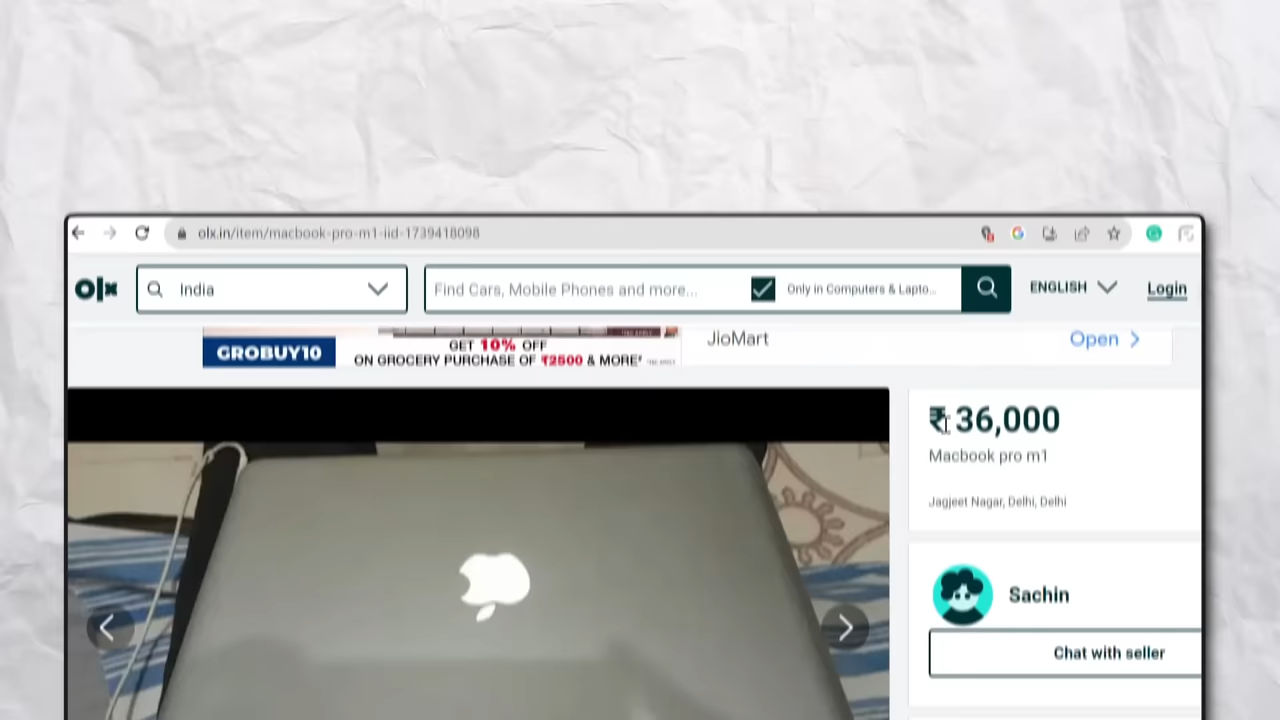 olx.in/item/macbook-pro-m1-iid-1739418098
olx
India
Find Cars, Mobile Phones and more...
Only in Computers & Lapto...
ENGLISH
Login
GROBUY10
GET 10% OFF
ON GROCERY PURCHASE OF ₹2500 & MORE*
JioMart
Open
₹ 36,000
Macbook pro m1
Jagjeet Nagar, Delhi, Delhi
Sachin
Chat with seller